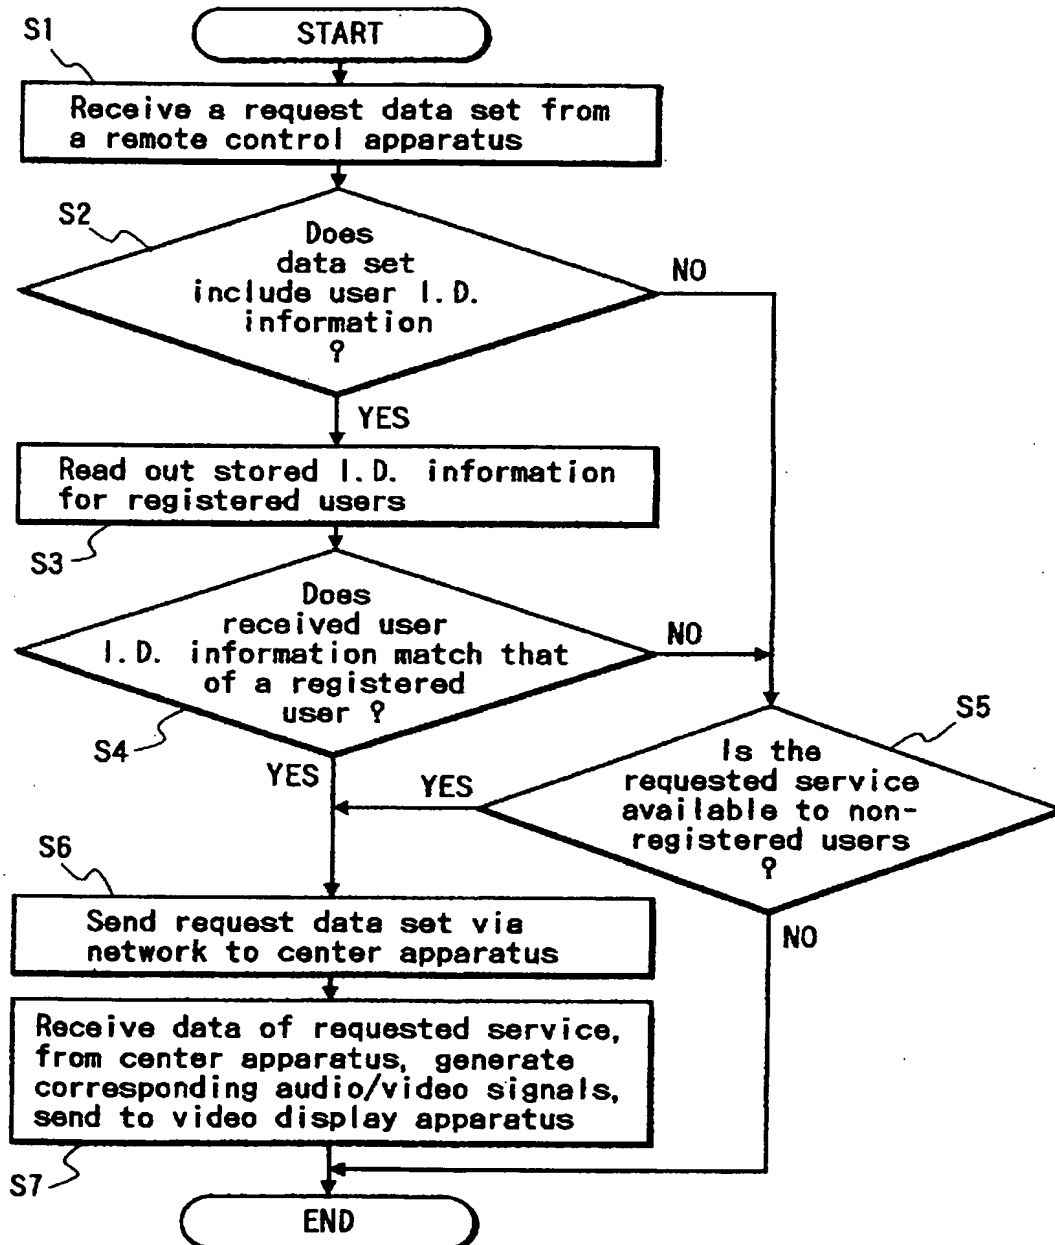 S1
START
Receive a request data set from
a remote control apparatus
S2
Does
data set
include user I.D.
information
?
NO
YES
Read out stored I.D. information
for registered users
S3
Does
received user
I.D. information match that
of a registered
user ?
NO
S4
YES
S5
Is the
requested service
available to non-
registered users
?
YES
NO
S6
Send request data set via
network to center apparatus
Receive data of requested service,
from center apparatus, generate
corresponding audio/video signals,
send to video display apparatus
S7
END